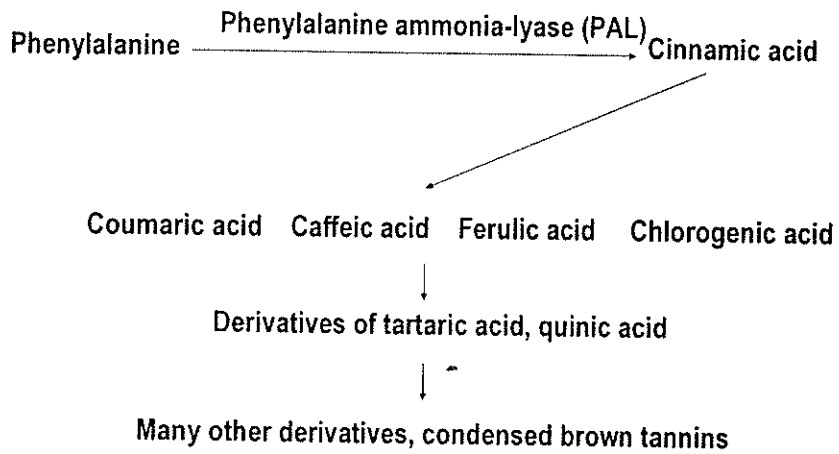 Phenylalanine ammonia-lyase (PAL)
Phenylalanine Cinnamic acid
Coumaric acid Caffeic acid Ferulic acid Chlorogenic acid
Derivatives of tartaric acid, quinic acid
Many other derivatives, condensed brown tannins